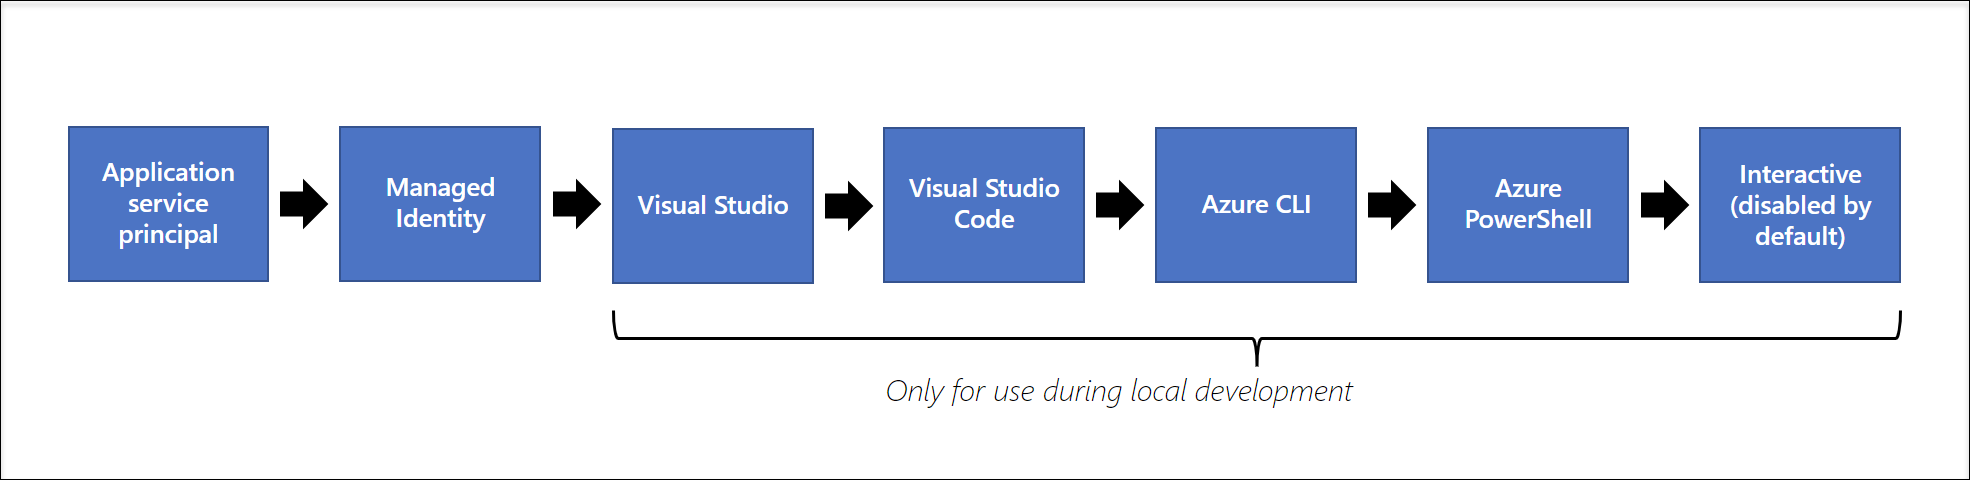 Application
service
principal
Managed
Identity
Visual Studio
Visual Studio
Code
Azure CLI
Azure
PowerShell
Interactive
(disabled by
default)
Only for use during local development